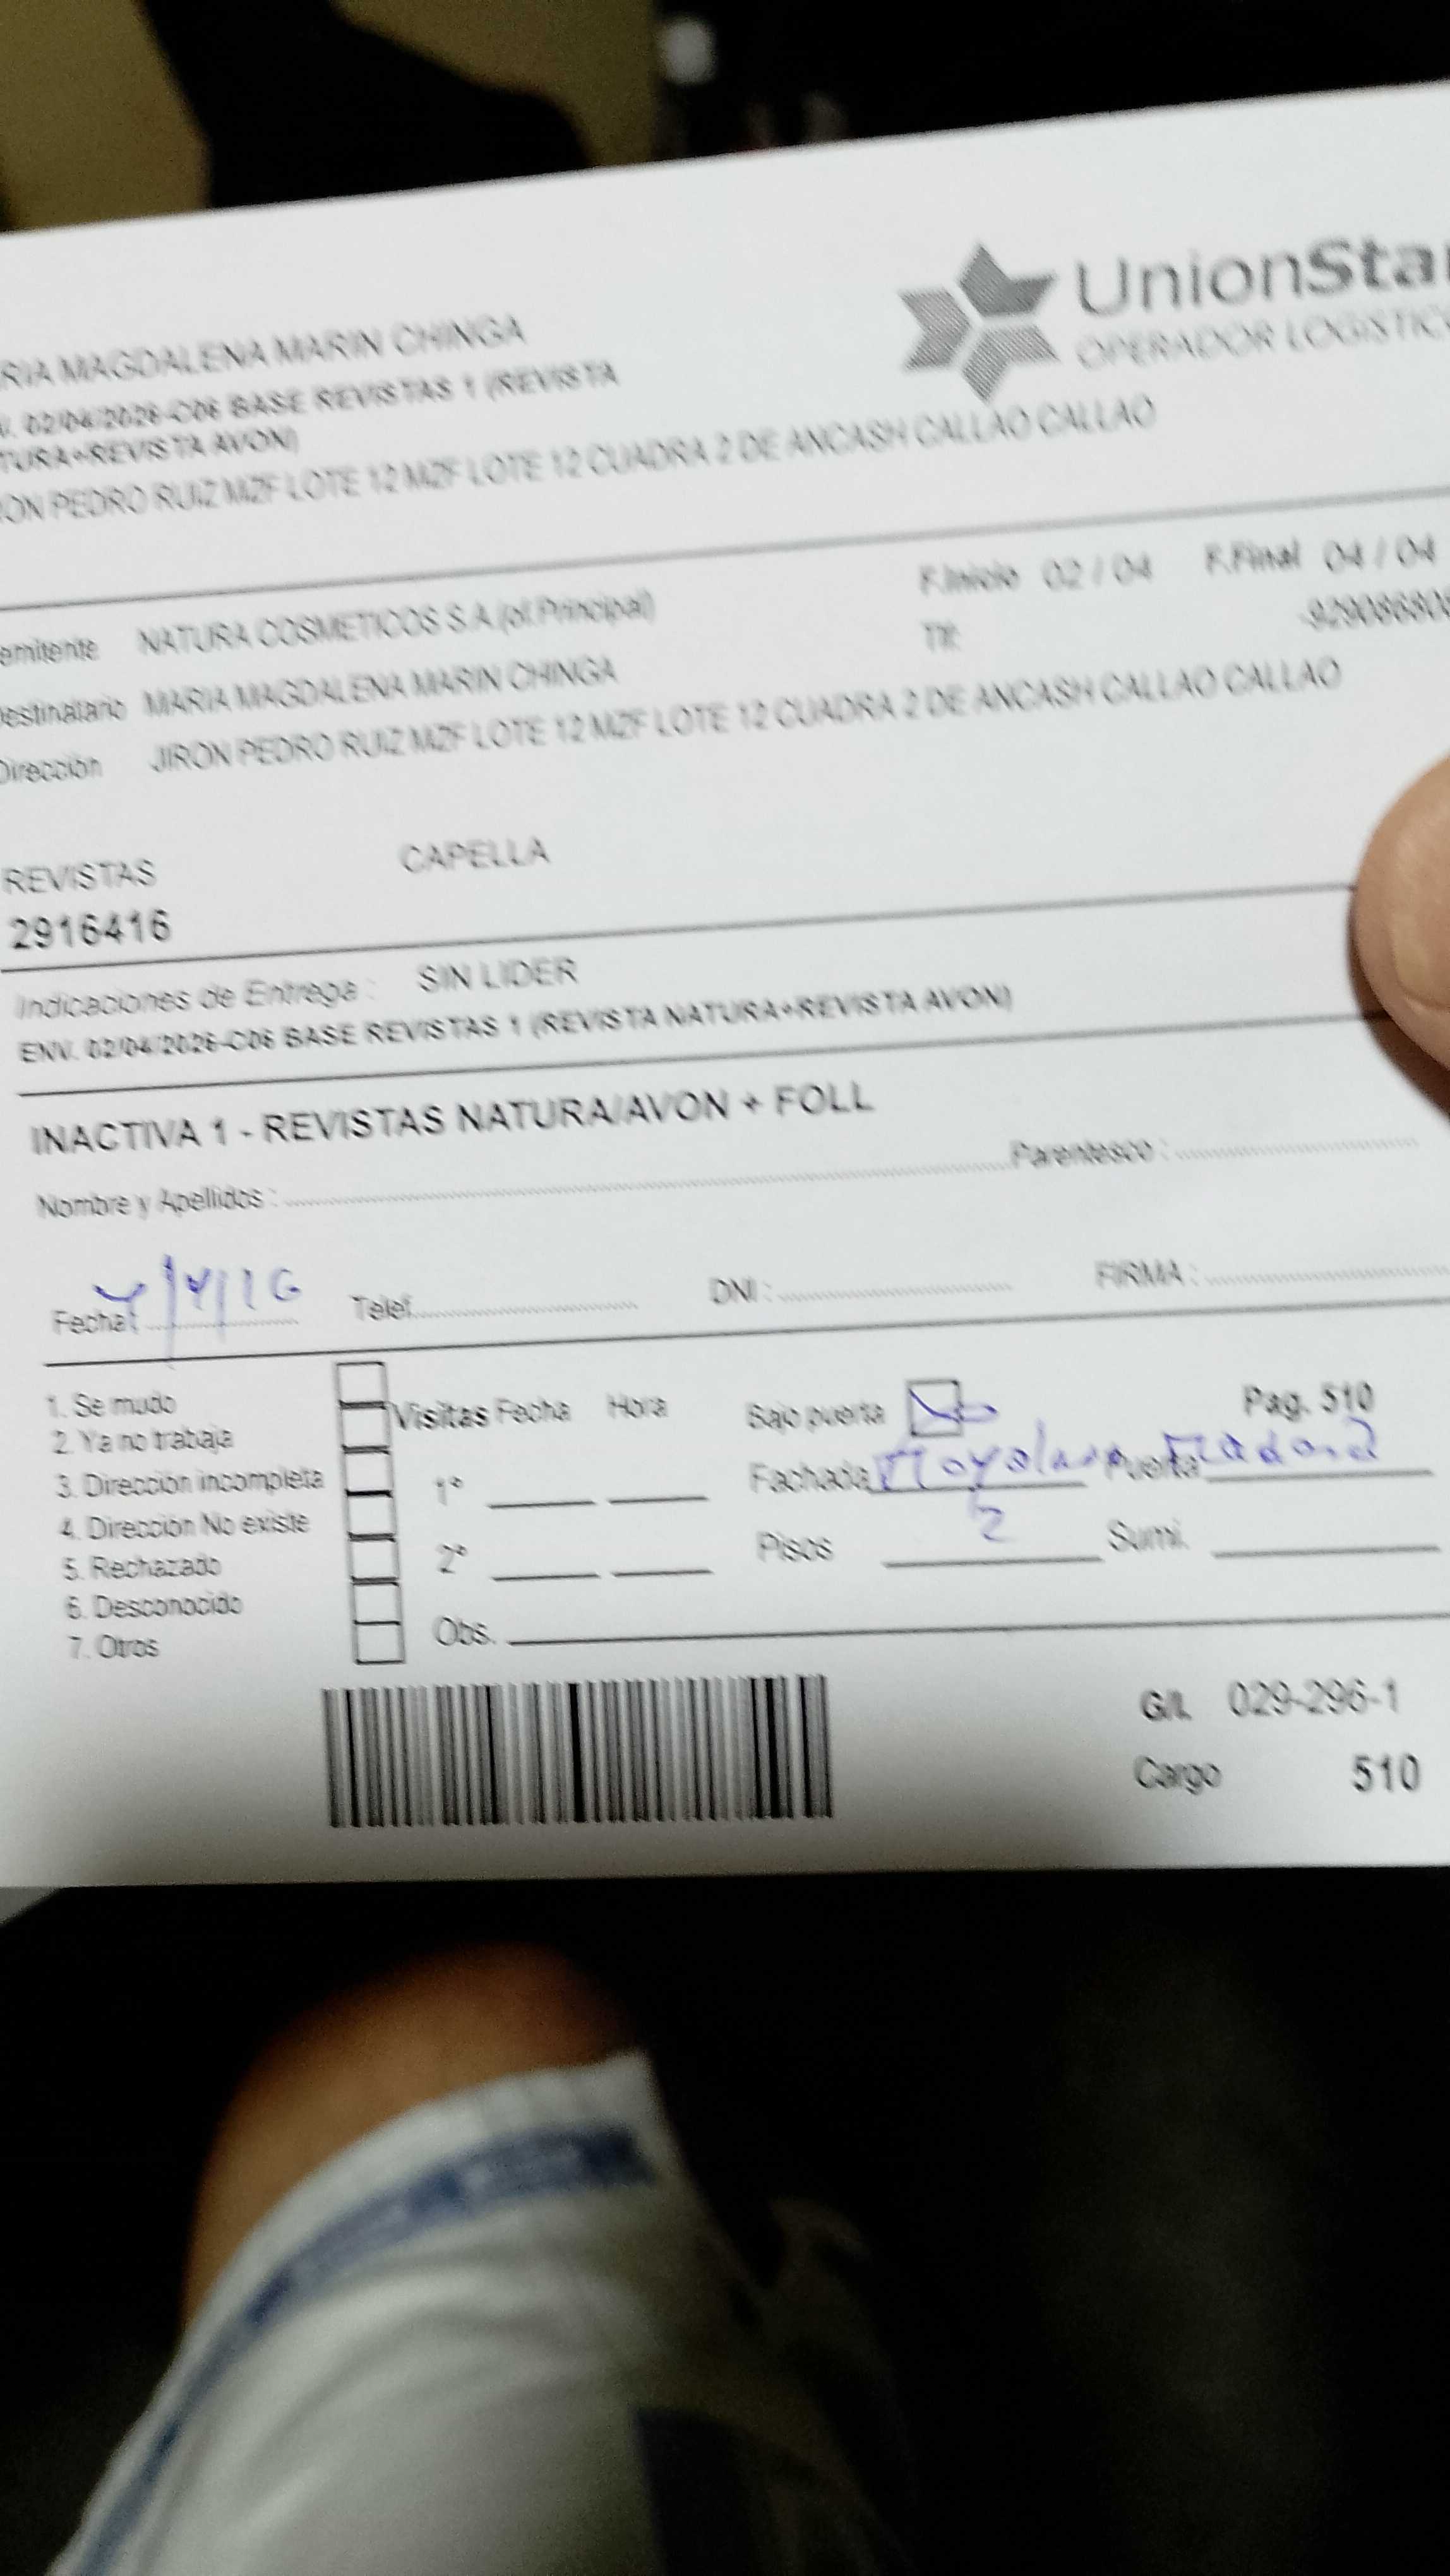 UnionStar
OPERADOR LOGISTIC
RIA MAGDALENA MARIN CHINGA
. 02/04/2026-C06 BASE REVISTAS 1 (REVISTA
TURA+REVISTA AVON)
RON PEDRO RUIZ MZF LOTE 12 MZF LOTE 12 CUADRA 2 DE ANCASH CALLAO CALLAO
F.Inicio 02 / 04 F.Final 04 / 04
emitente NATURA COSMETICOS S.A.(of.Principal)
Tlf: -92908680
Destinatario MARIA MAGDALENA MARIN CHINGA
Dirección JIRON PEDRO RUIZ MZF LOTE 12 MZF LOTE 12 CUADRA 2 DE ANCASH CALLAO CALLAO
REVISTAS CAPELLA
2916416
Indicaciones de Entrega : SIN LIDER
ENV. 02/04/2026-C06 BASE REVISTAS 1 (REVISTA NATURA+REVISTA AVON)
INACTIVA 1 - REVISTAS NATURA/AVON + FOLL
Nombre y Apellidos : Parentesco :
Fecha: Telef. DNI : FIRMA :
1. Se mudo
2. Ya no trabaja
3. Dirección incompleta
4. Dirección No existe
5. Rechazado
6. Desconocido
7. Otros
Visitas Fecha Hora
1°
2°
Obs.
Bajo puerta Pag. 510
Fachada Puerta
Pisos 2 Sumi.
G/L 029-296-1
Cargo 510